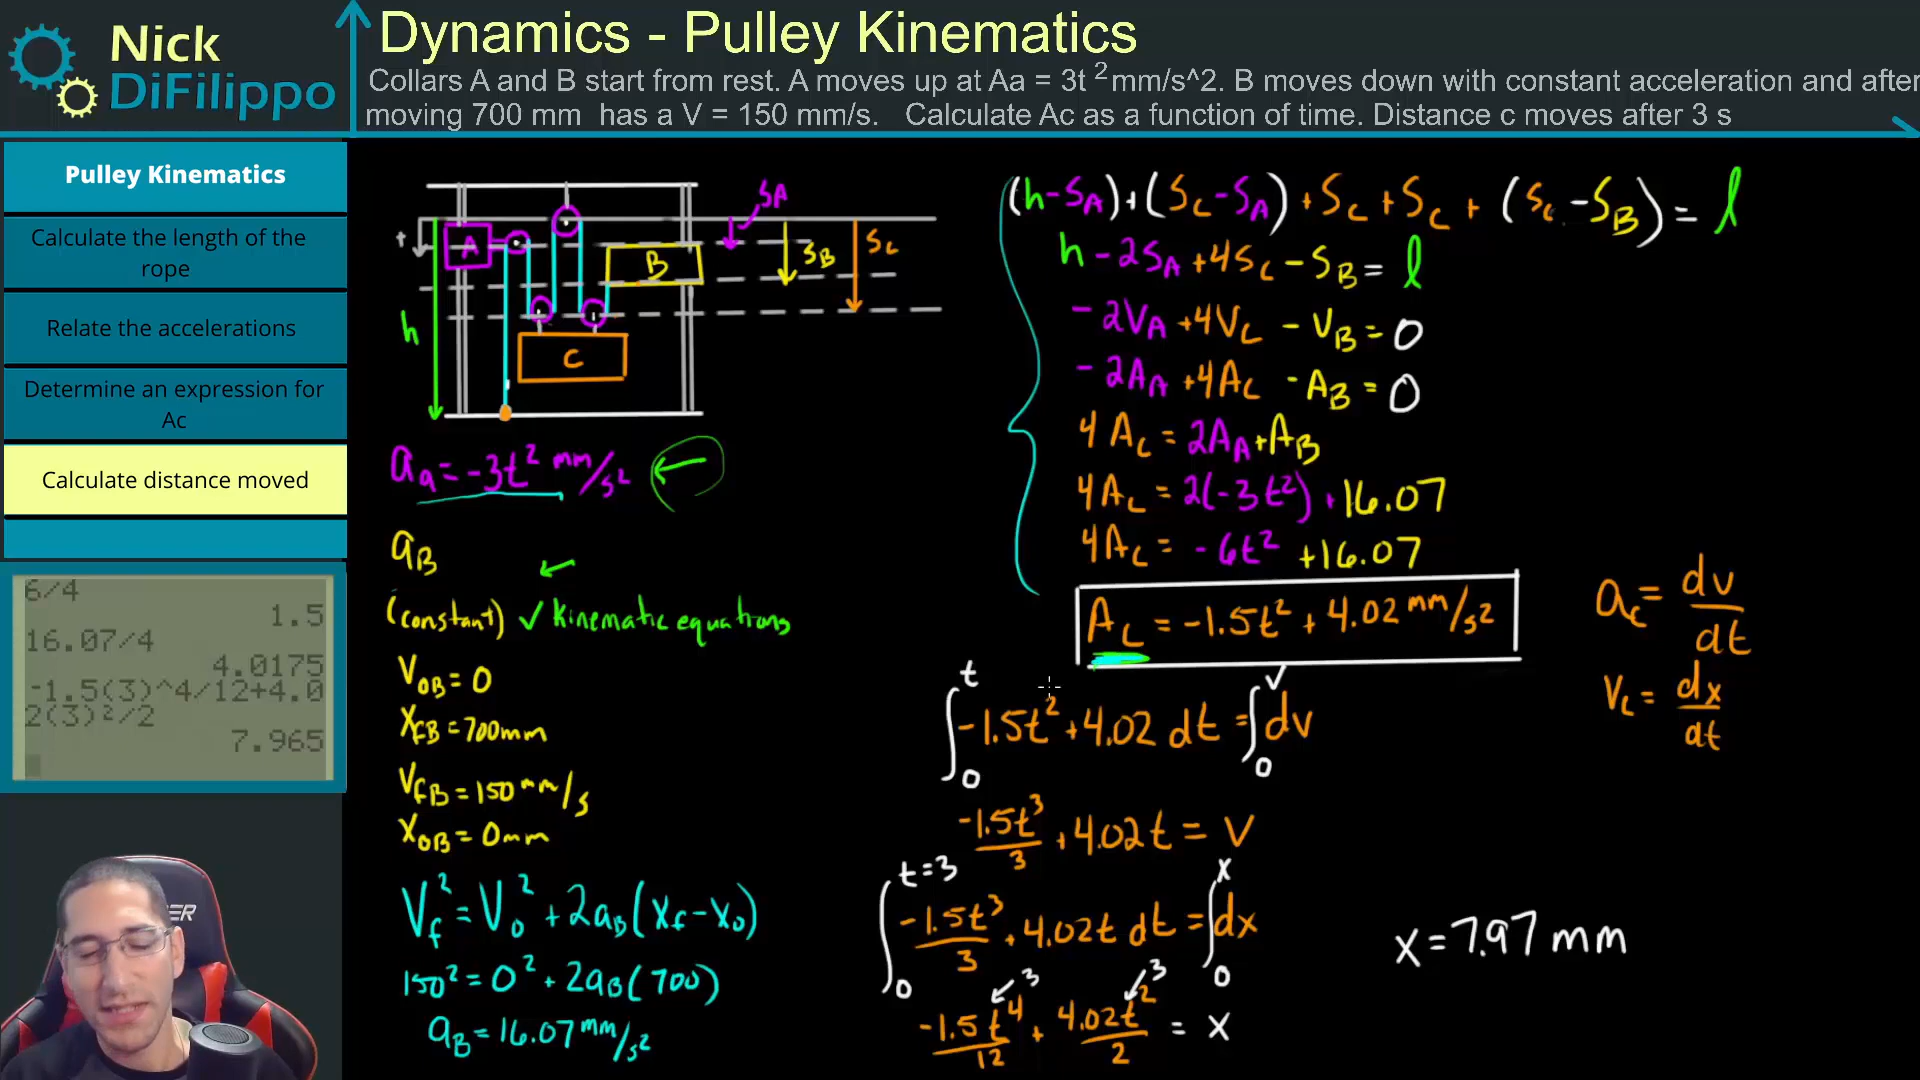 Nick
DiFilippo
Dynamics - Pulley Kinematics
Collars A and B start from rest. A moves up at Aa = 3t ²mm/s^2. B moves down with constant acceleration and after
moving 700 mm has a V = 150 mm/s. Calculate Ac as a function of time. Distance c moves after 3 s
Pulley Kinematics
Calculate the length of the
rope
Relate the accelerations
Determine an expression for
Ac
Calculate distance moved
6/4
1.5
16.07/4
4.0175
-1.5(3)^4/12+4.0
2(3)²/2
7.965
+
A
B
C
h
SA
SB
Sc
aA = -3t² mm/s²
aB
(constant) ✓ Kinematic equations
VOB = 0
XfB = 700mm
VfB = 150 mm/s
XOB = 0mm
Vf² = V0² + 2aB(Xf - X0)
150² = 0² + 2aB(700)
aB = 16.07 mm/s²
(h - SA) + (Sc - SA) + Sc + Sc + (Sc - SB) = l
h - 2SA + 4Sc - SB = l
-2VA + 4Vc - VB = 0
-2AA + 4Ac - AB = 0
4Ac = 2AA + AB
4Ac = 2(-3t²) + 16.07
4Ac = -6t² + 16.07
Ac = -1.5t² + 4.02 mm/s²
ac = dv/dt
Vc = dx/dt
∫₀ᵗ -1.5t² + 4.02 dt = ∫₀ᵛ dv
-1.5t³/3 + 4.02t = V
∫₀ᵗ⁼³ -1.5t³/3 + 4.02t dt = ∫₀ˣ dx
3 3
-1.5t⁴/12 + 4.02t²/2 = X
x = 7.97 mm